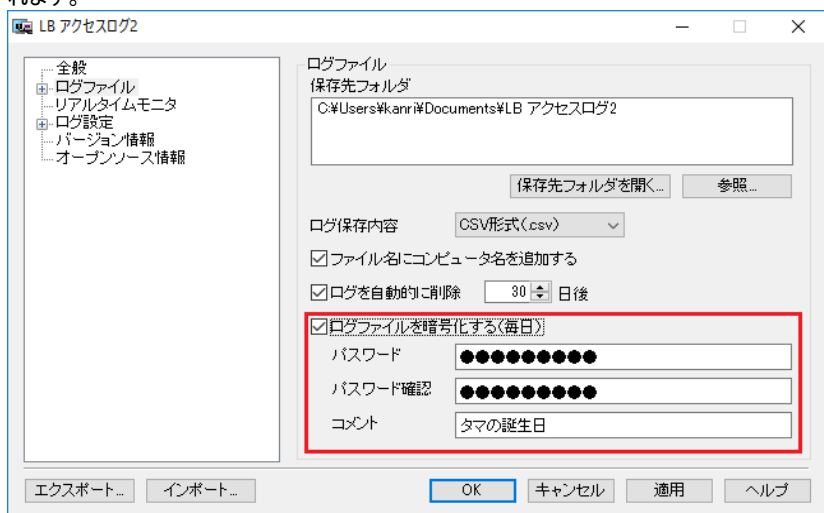 れます。
LB アクセスログ2
全般
ログファイル
リアルタイムモニタ
ログ設定
バージョン情報
オープンソース情報
ログファイル
保存先フォルダ
C:¥Users¥kanri¥Documents¥LB アクセスログ2
保存先フォルダを開く...
参照...
ログ保存内容
CSV形式(.csv)
ファイル名にコンピュータ名を追加する
ログを自動的に削除 30 日後
ログファイルを暗号化する(毎日)
パスワード ●●●●●●●●●
パスワード確認 ●●●●●●●●●
コメント タマの誕生日
エクスポート... インポート... OK キャンセル 適用 ヘルプ